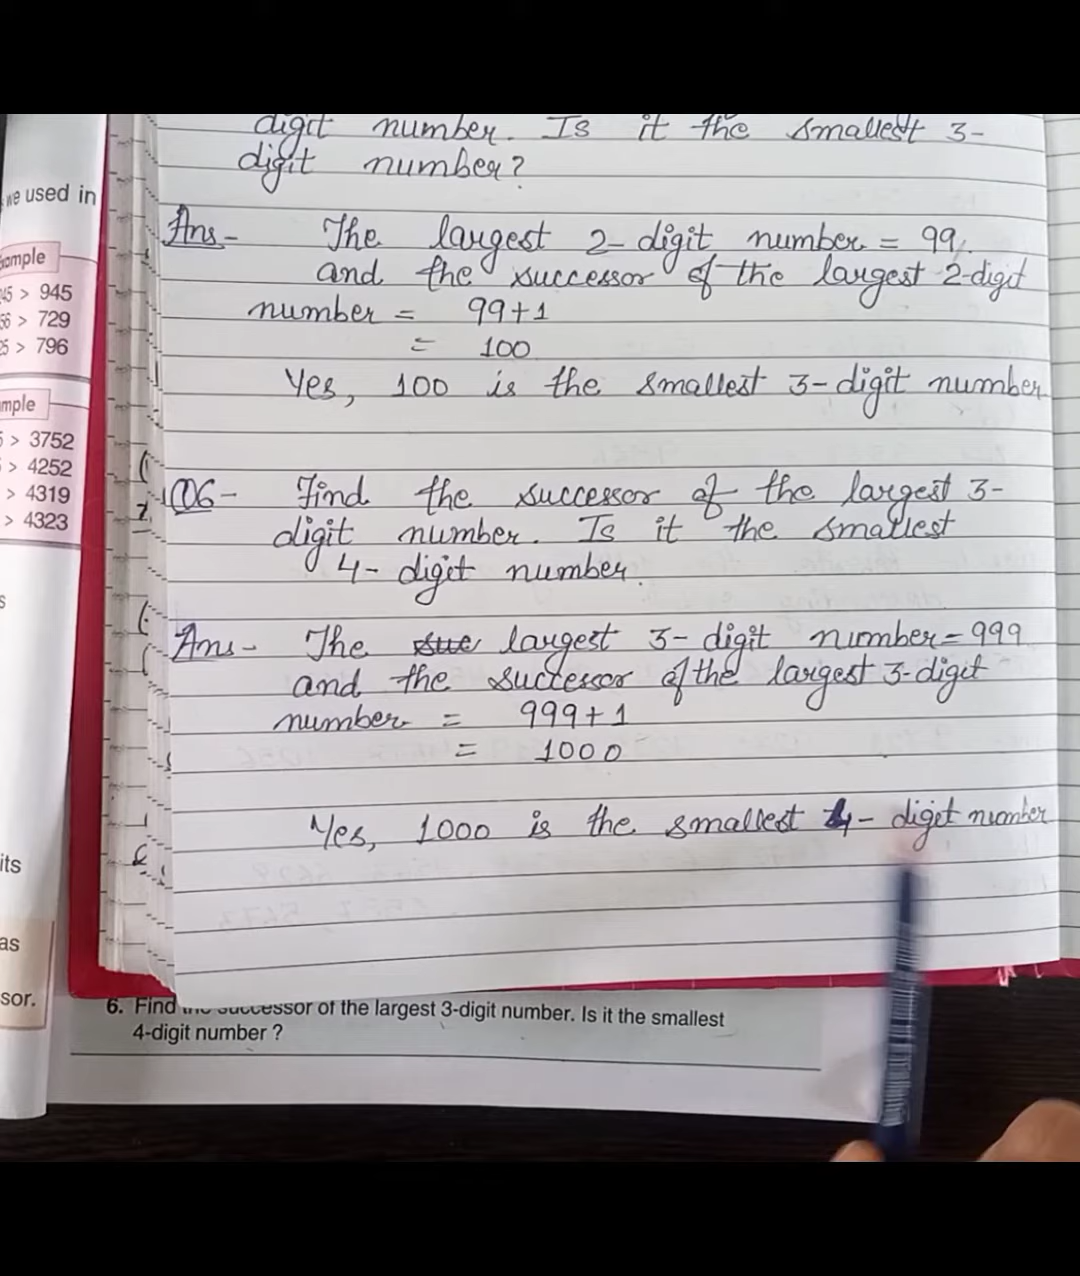 digit number. Is it the smallest 3-
digit number?
Ans- The largest 2-digit number = 99,
and the successor of the largest 2-digit
number = 99+1
= 100
Yes, 100 is the smallest 3-digit number
Q6- Find the successor of the largest 3-
digit number. Is it the smallest
4-digit number.
Ans- The largest 3-digit number = 999
and the successor of the largest 3-digit
number = 999+1
= 1000
Yes, 1000 is the smallest 4-digit number
we used in
> 945
> 729
> 796
> 3752
> 4252
> 4319
> 4323
its
as
sor.
6. Find successor of the largest 3-digit number. Is it the smallest
4-digit number ?